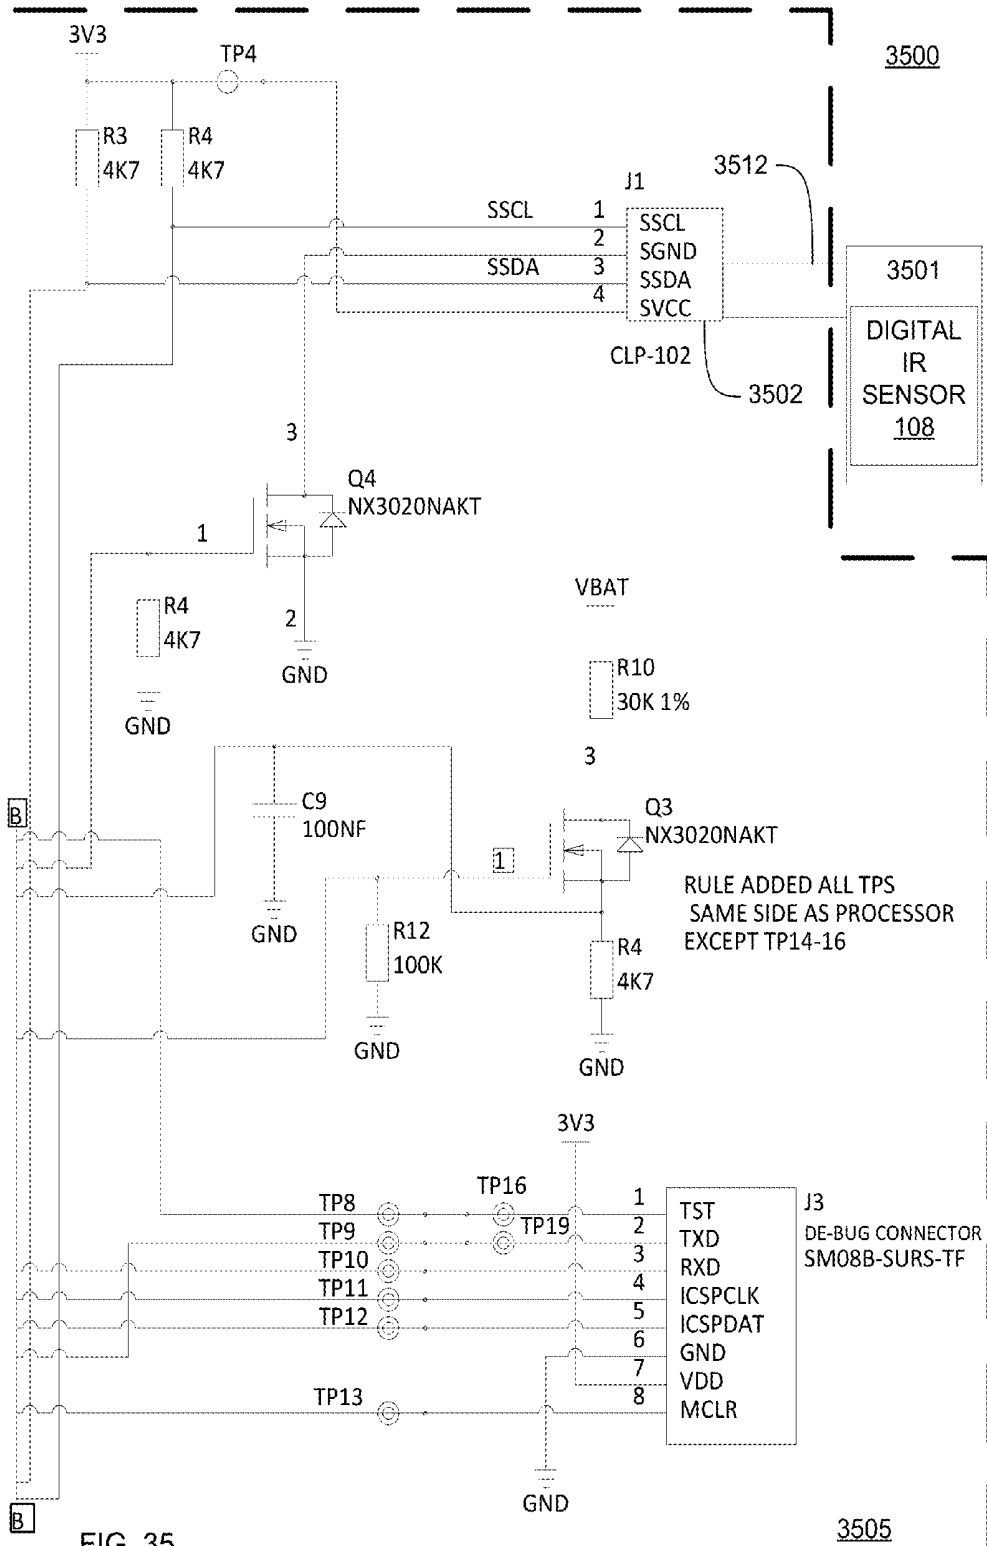 3V3
TP4
3500
R3
4K7
R4
4K7
3512
J1
SSCL
1
SSCL
2
SGND
SSDA
3
SSDA
4
SVCC
3501
DIGITAL
IR
SENSOR
108
CLP-102
3502
3
Q4
NX3020NAKT
1
2
GND
R4
4K7
GND
VBAT
R10
30K 1%
3
B
C9
100NF
GND
Q3
NX3020NAKT
1
RULE ADDED ALL TPS
SAME SIDE AS PROCESSOR
EXCEPT TP14-16
R12
100K
GND
R4
4K7
GND
3V3
TP8
TP16
1
TST
J3
TP9
TP19
2
TXD
DE-BUG CONNECTOR
SM08B-SURS-TF
TP10
3
RXD
TP11
4
ICSPCLK
TP12
5
ICSPDAT
6
GND
7
VDD
TP13
8
MCLR
GND
B
FIG. 35
3505